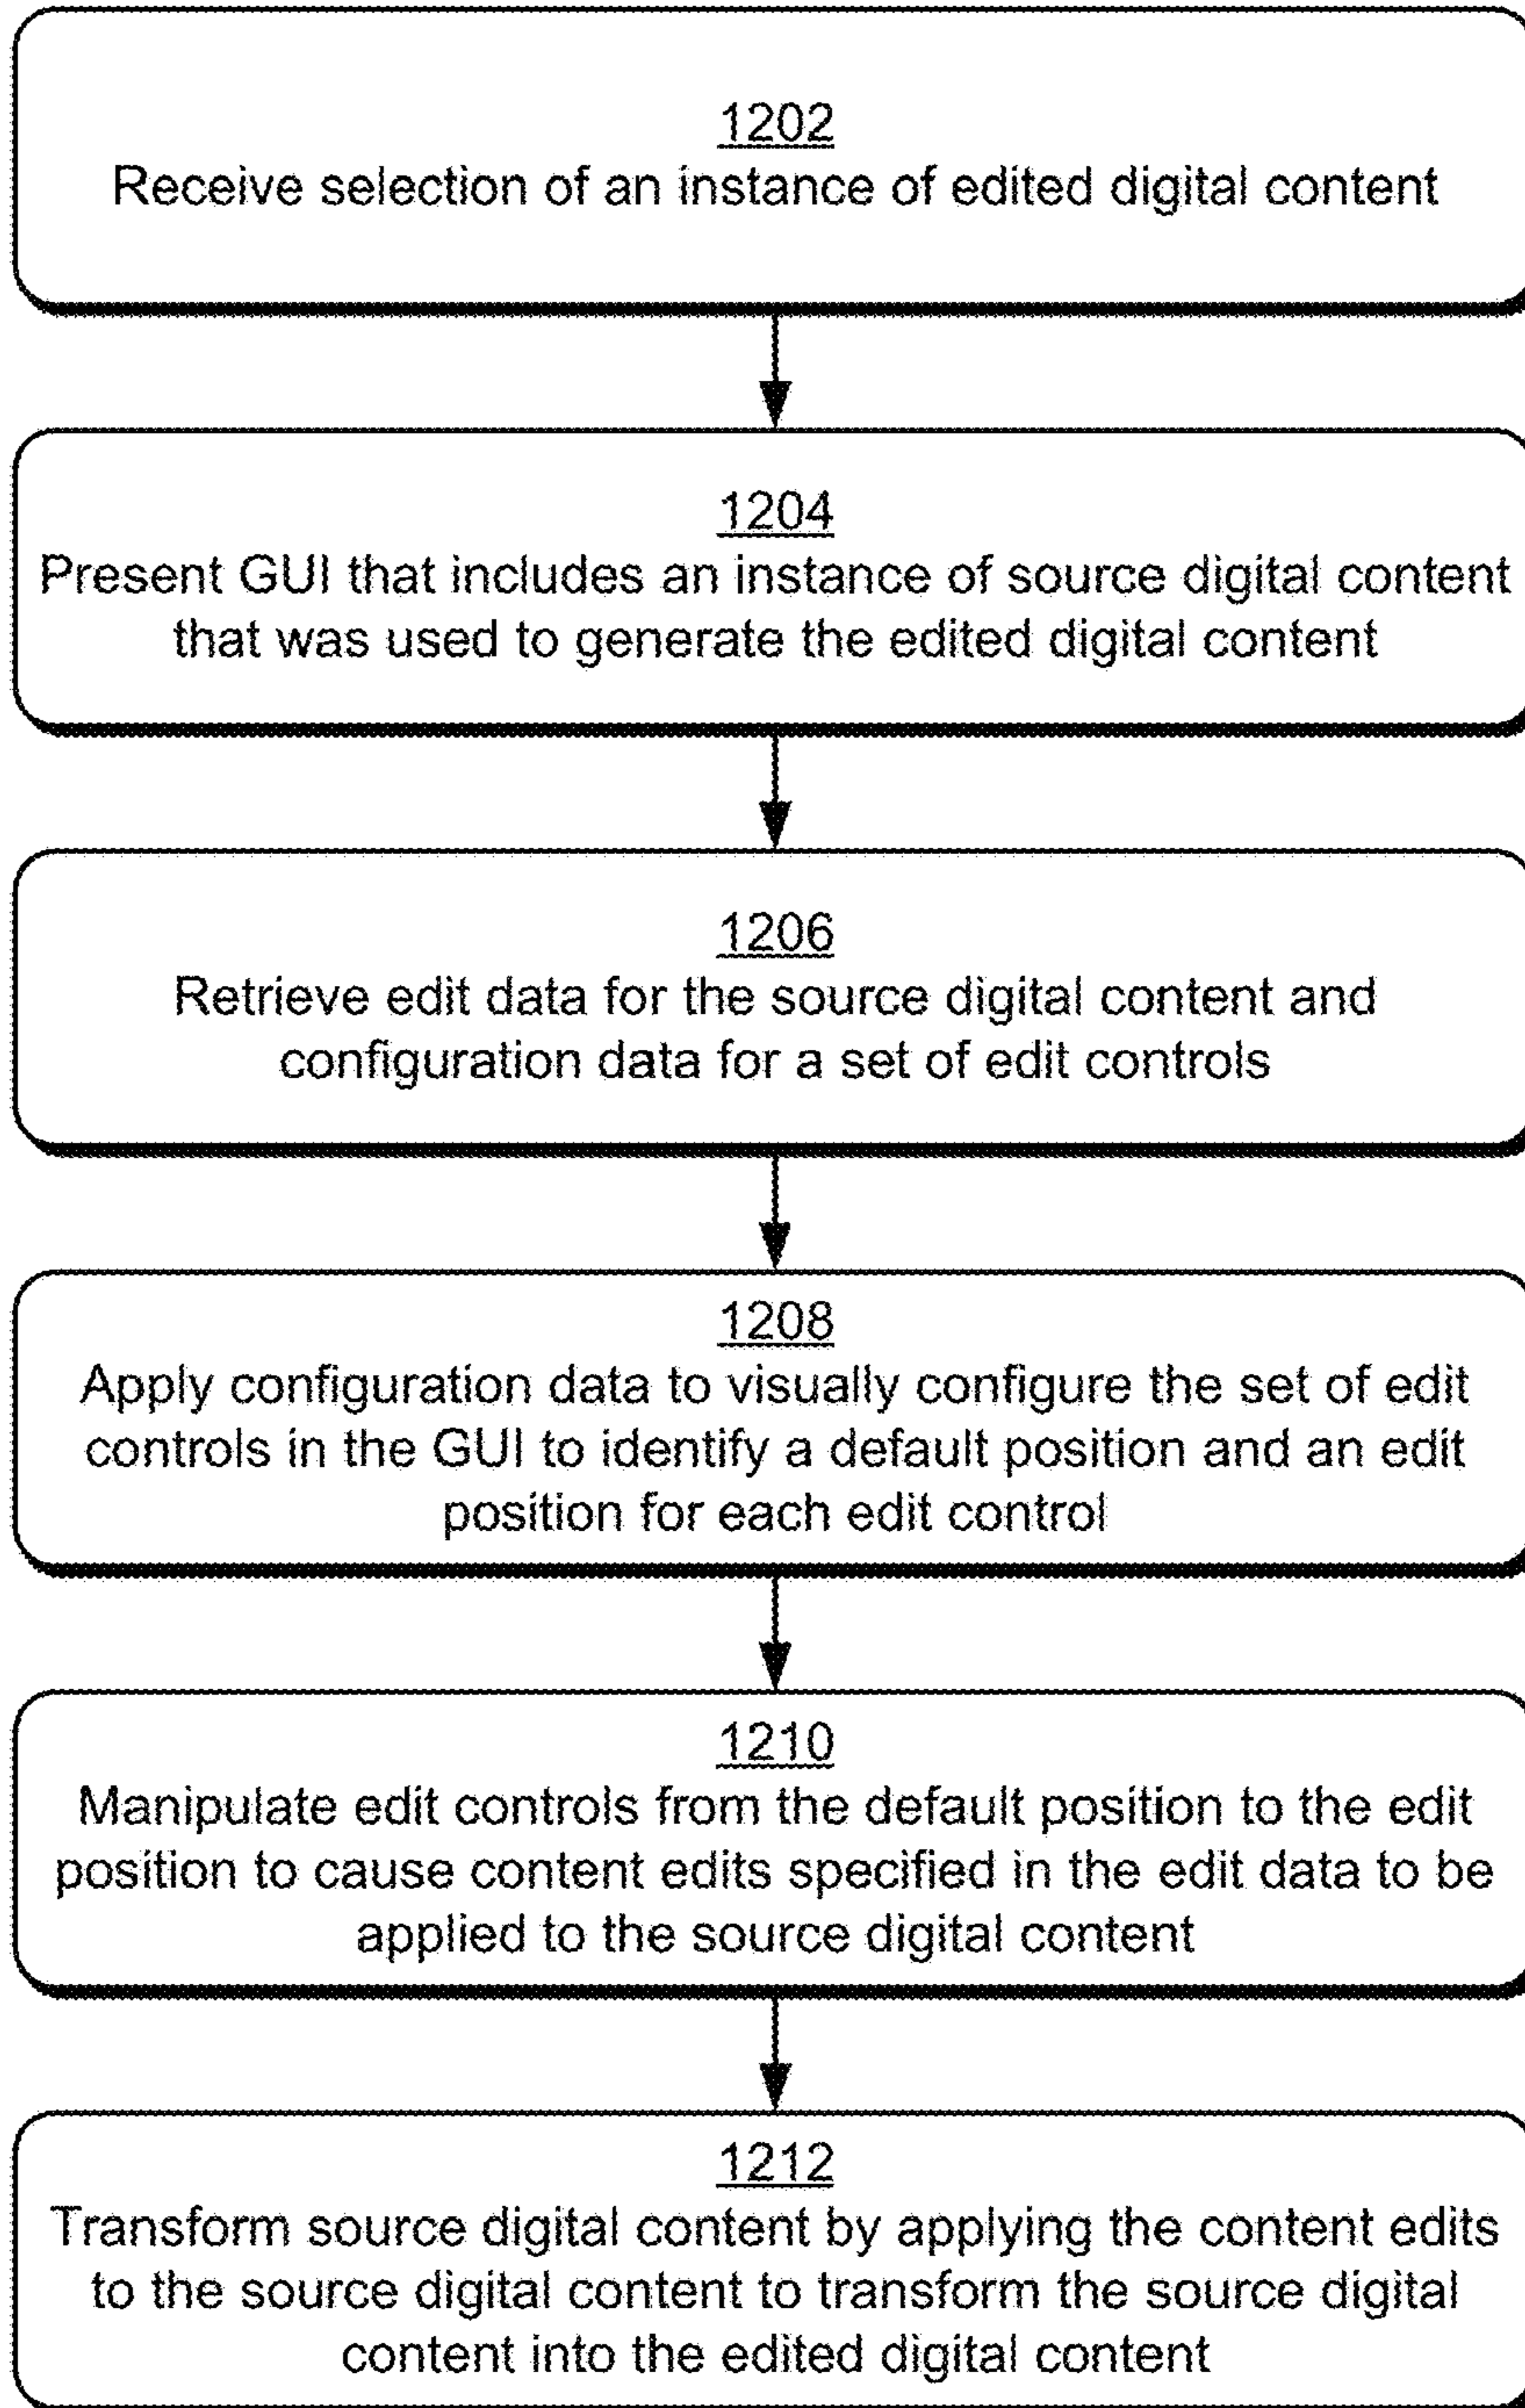 1202
Receive selection of an instance of edited digital content
1204
Present GUI that includes an instance of source digital content
that was used to generate the edited digital content
1206
Retrieve edit data for the source digital content and
configuration data for a set of edit controls
1208
Apply configuration data to visually configure the set of edit
controls in the GUI to identify a default position and an edit
position for each edit control
1210
Manipulate edit controls from the default position to the edit
position to cause content edits specified in the edit data to be
applied to the source digital content
1212
Transform source digital content by applying the content edits
to the source digital content to transform the source digital
content into the edited digital content